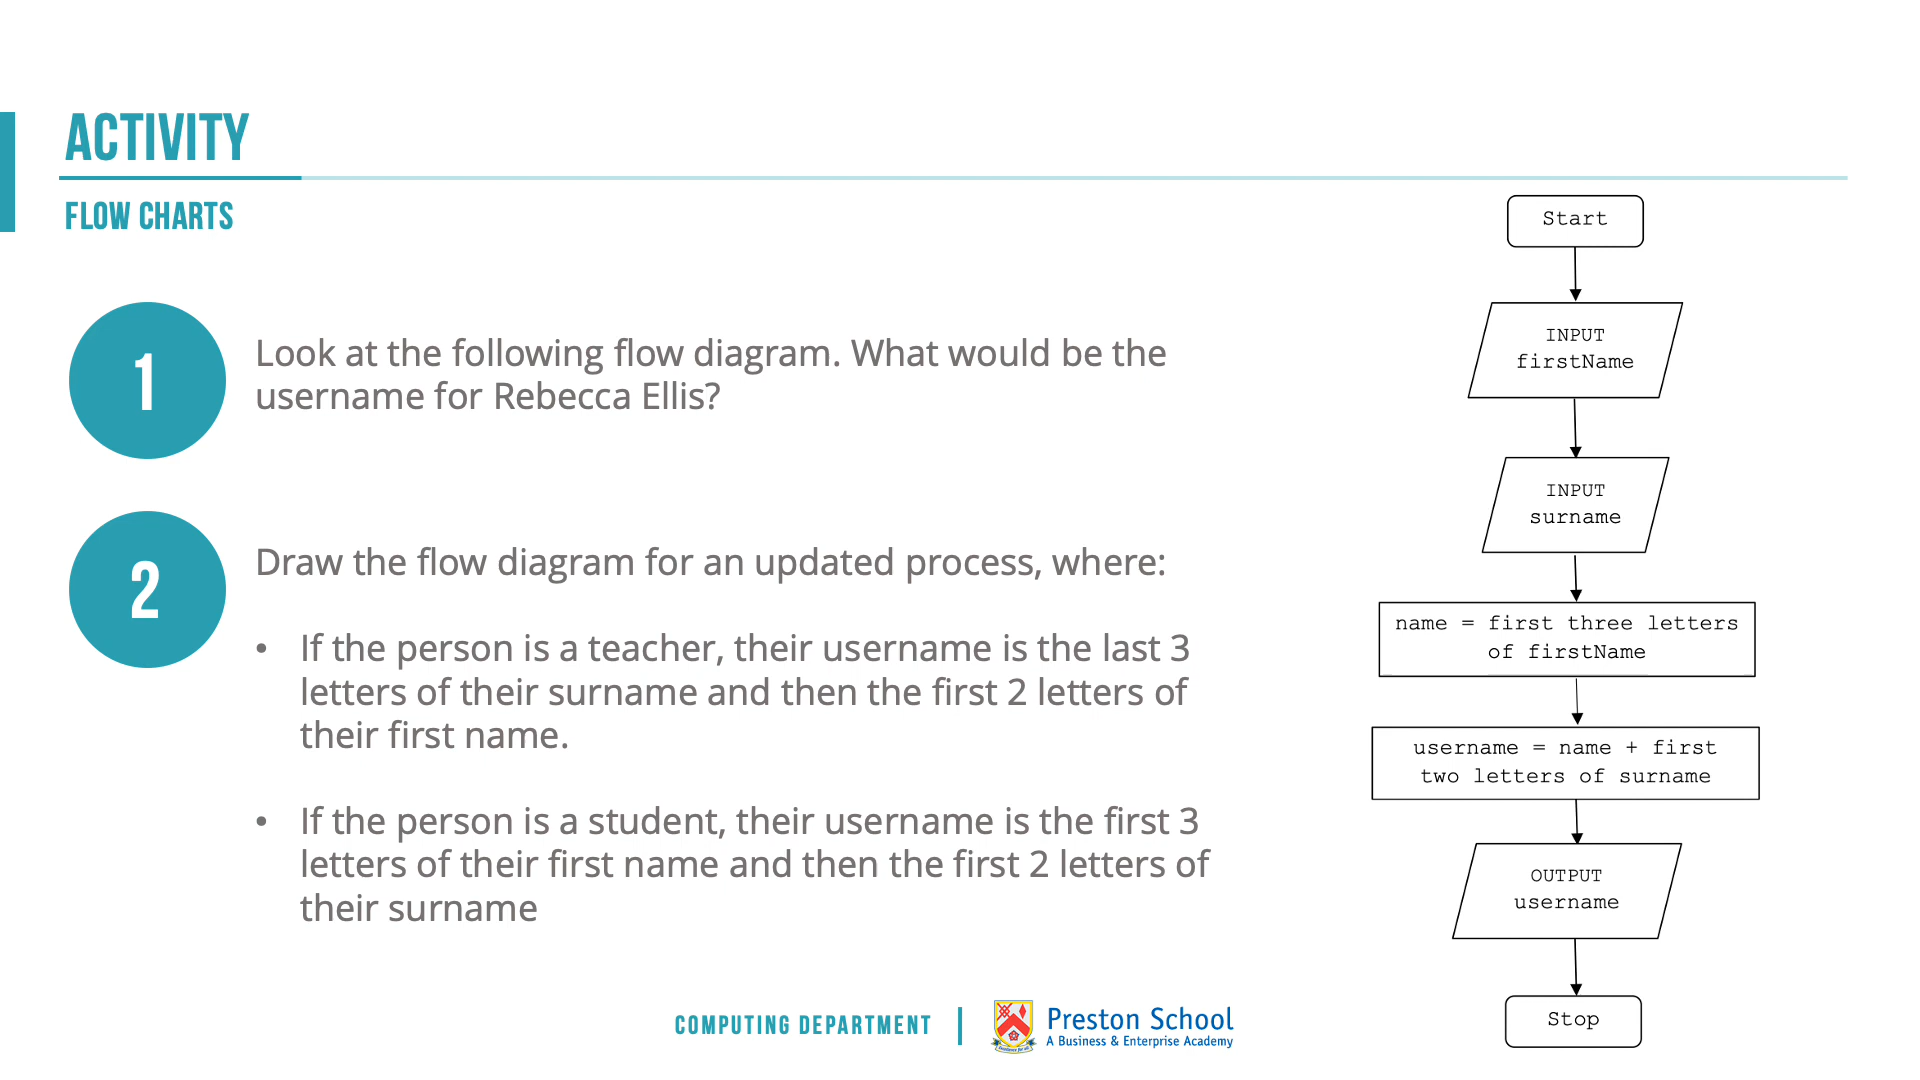 ACTIVITY
FLOW CHARTS
1
Look at the following flow diagram. What would be the
username for Rebecca Ellis?
2
Draw the flow diagram for an updated process, where:
• If the person is a teacher, their username is the last 3
letters of their surname and then the first 2 letters of
their first name.
• If the person is a student, their username is the first 3
letters of their first name and then the first 2 letters of
their surname
Start
INPUT
firstName
INPUT
surname
name = first three letters
of firstName
username = name + first
two letters of surname
OUTPUT
username
Stop
COMPUTING DEPARTMENT
Preston School
A Business & Enterprise Academy